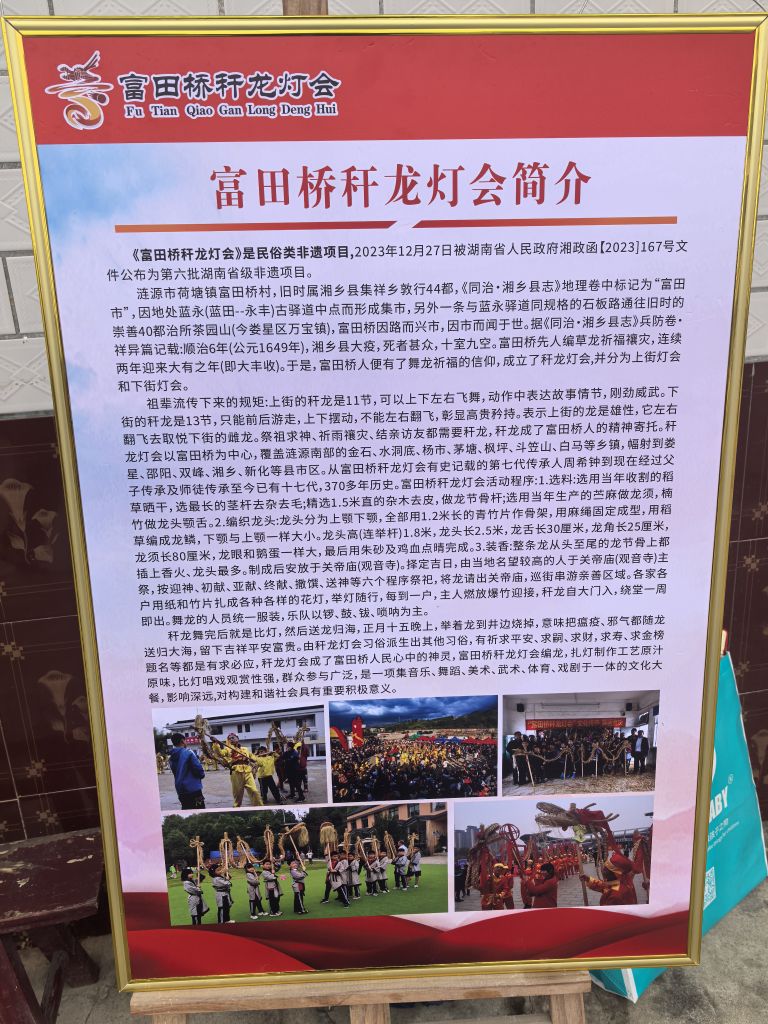 富田桥秆龙灯会
Fu Tian Qiao Gan Long Deng Hui
富田桥秆龙灯会简介
《富田桥秆龙灯会》是民俗类非遗项目,2023年12月27日被湖南省人民政府湘政函【2023】167号文
件公布为第六批湖南省级非遗项目。
涟源市荷塘镇富田桥村，旧时属湘乡县集祥乡敦行44都,《同治·湘乡县志》地理卷中标记为“富田
市”，因地处蓝永(蓝田--永丰)古驿道中点而形成集市，另外一条与蓝永驿道同规格的石板路通往旧时的
崇善40都治所茶园山(今娄星区万宝镇)，富田桥因路而兴市，因市而闻于世。据《同治·湘乡县志》兵防卷·
祥异篇记载:顺治6年(公元1649年)，湘乡县大疫，死者甚众，十室九空。富田桥先人编草龙祈福禳灾，连续
两年迎来大有之年(即大丰收)。于是，富田桥人便有了舞龙祈福的信仰，成立了秆龙灯会,并分为上街灯会
和下街灯会。
祖辈流传下来的规矩:上街的秆龙是11节，可以上下左右飞舞，动作中表达故事情节，刚劲威武。下
街的秆龙是13节，只能前后游走，上下摆动，不能左右翻飞，彰显高贵矜持。表示上街的龙是雄性，它左右
翻飞去取悦下街的雌龙。祭祖求神、祈雨禳灾、结亲访友都需要秆龙，秆龙成了富田桥人的精神寄托。秆
龙灯会以富田桥为中心，覆盖涟源南部的金石、水洞底、杨市、茅塘、枫坪、斗笠山、白马等乡镇，幅射到娄
星、邵阳、双峰、湘乡、新化等县市区。从富田桥秆龙灯会有史记载的第七代传承人周希钟到现在经过父
子传承及师徒传承至今已有十七代，370多年历史。富田桥秆龙灯会活动程序:1.选料:选用当年收割的稻
草晒干，选最长的茎杆去杂去毛;精选1.5米直的杂木去皮，做龙节骨杆;选用当年生产的苎麻做龙须，楠
竹做龙头颚舌。2.编织龙头:龙头分为上颚下颚，全部用1.2米长的青竹片作骨架，用麻绳固定成型，用稻
草编成龙鳞，下颚与上颚一样大小。龙头高(连举杆)1.8米，龙头长2.5米，龙舌长30厘米，龙角长25厘米，
龙须长80厘米，龙眼和鹅蛋一样大，最后用朱砂及鸡血点睛完成。3.装香:整条龙从头至尾的龙节骨上都
插上香火、龙头最多。制成后安放于关帝庙(观音寺)。择定吉日，由当地名望较高的人于关帝庙(观音寺)主
祭，按迎神、初献、亚献、终献、撒馔、送神等六个程序祭祀，将龙请出关帝庙，巡街串游亲善区域。各家各
户用纸和竹片扎成各种各样的花灯，举灯随行，每到一户，主人燃放爆竹迎接，秆龙自大门入，绕堂一周
即出。舞龙的人员统一服装，乐队以锣、鼓、钹、唢呐为主。
秆龙舞完后就是比灯，然后送龙归海，正月十五晚上，举着龙到井边烧掉，意味把瘟疫、邪气都随龙
送归大海，留下吉祥平安富贵。由秆龙灯会习俗派生出其他习俗，有祈求平安、求嗣、求财，求寿、求金榜
题名等都是有求必应，秆龙灯会成了富田桥人民心中的神灵，富田桥秆龙灯会编龙，扎灯制作工艺原汁
原味，比灯唱戏观赏性强，群众参与广泛，是一项集音乐、舞蹈、美术、武术、体育、戏剧于一体的文化大
餐，影响深远,对构建和谐社会具有重要积极意义。